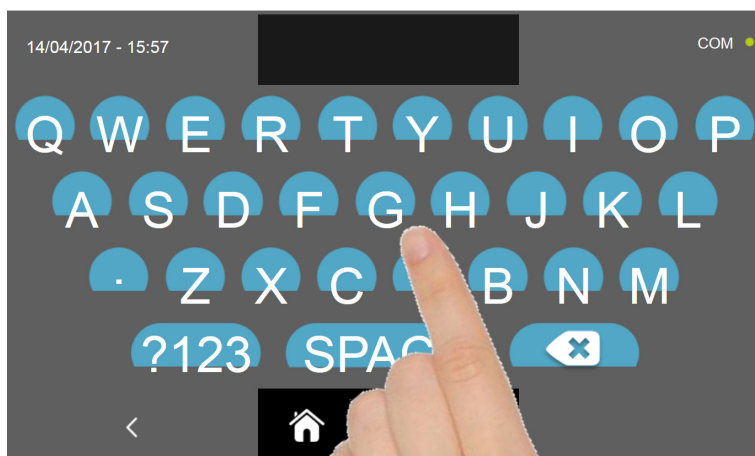 14/04/2017 - 15:57
COM
Q W E R T Y U I O P
A S D F G H J K L
. Z X C B N M
?123